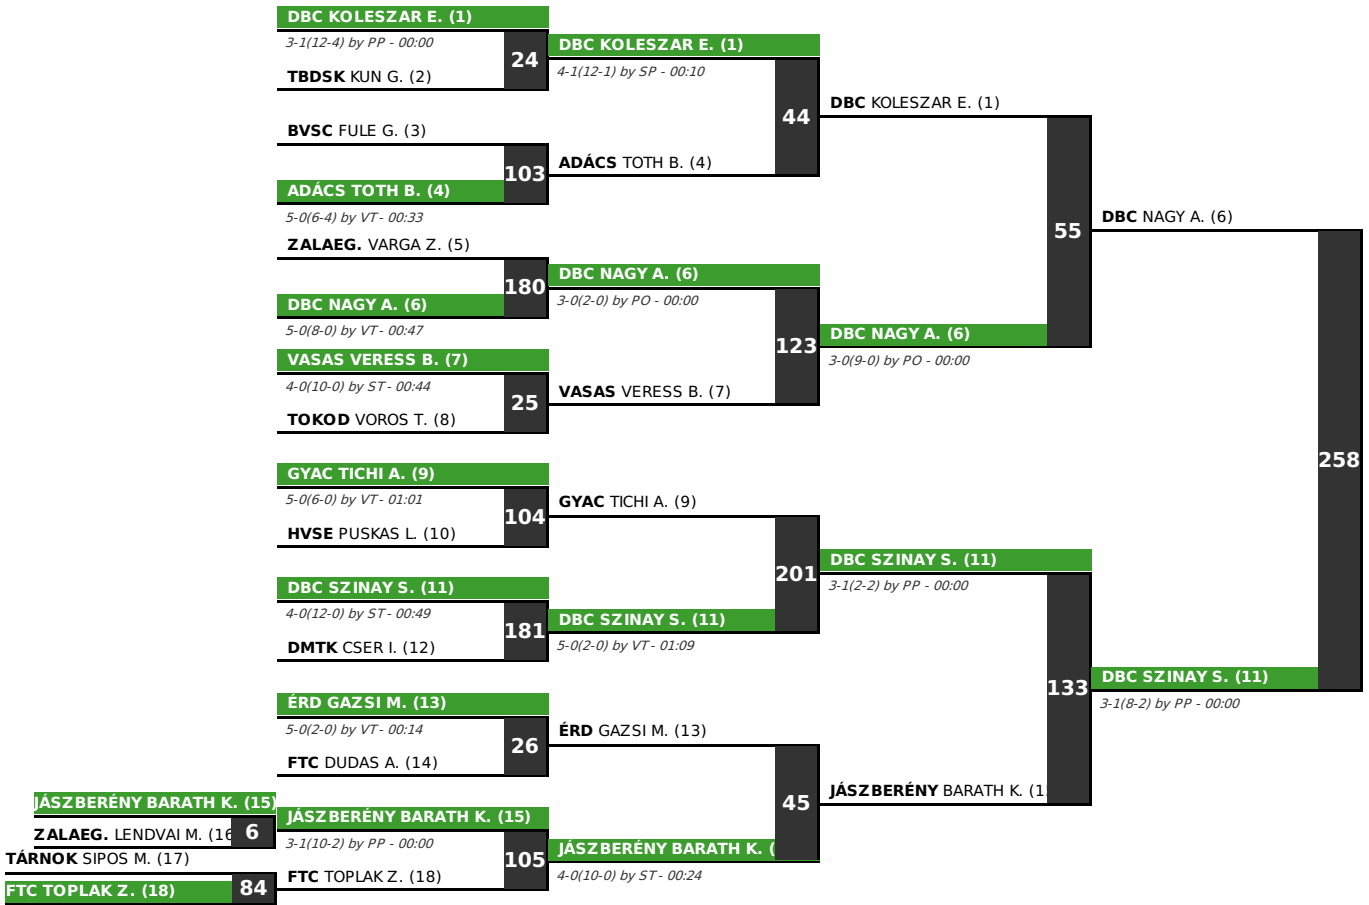 DBC KOLESZAR E. (1)
3-1(12-4) by PP - 00:00
24
TBDSK KUN G. (2)
BVSC FULE G. (3)
103
ADÁCS TOTH B. (4)
5-0(6-4) by VT - 00:33
ZALAEG. VARGA Z. (5)
180
DBC NAGY A. (6)
5-0(8-0) by VT - 00:47
VASAS VERESS B. (7)
4-0(10-0) by ST - 00:44
25
TOKOD VOROS T. (8)
GYAC TICHI A. (9)
5-0(6-0) by VT - 01:01
104
HVSE PUSKAS L. (10)
DBC SZINAY S. (11)
4-0(12-0) by ST - 00:49
181
DMTK CSER I. (12)
ÉRD GAZSI M. (13)
5-0(2-0) by VT - 00:14
26
FTC DUDAS A. (14)
JÁSZBERÉNY BARATH K. (15)
ZALAEG. LENDVAI M. (16
6
TÁRNOK SIPOS M. (17)
84
FTC TOPLAK Z. (18)
JÁSZBERÉNY BARATH K. (15)
3-1(10-2) by PP - 00:00
105
FTC TOPLAK Z. (18)
DBC KOLESZAR E. (1)
4-1(12-1) by SP - 00:10
44
ADÁCS TOTH B. (4)
DBC NAGY A. (6)
3-0(2-0) by PO - 00:00
123
VASAS VERESS B. (7)
GYAC TICHI A. (9)
201
DBC SZINAY S. (11)
5-0(2-0) by VT - 01:09
ÉRD GAZSI M. (13)
45
JÁSZBERÉNY BARATH K. (
4-0(10-0) by ST - 00:24
DBC KOLESZAR E. (1)
55
DBC NAGY A. (6)
3-0(9-0) by PO - 00:00
DBC SZINAY S. (11)
3-1(2-2) by PP - 00:00
133
JÁSZBERÉNY BARATH K. (1
DBC NAGY A. (6)
258
DBC SZINAY S. (11)
3-1(8-2) by PP - 00:00